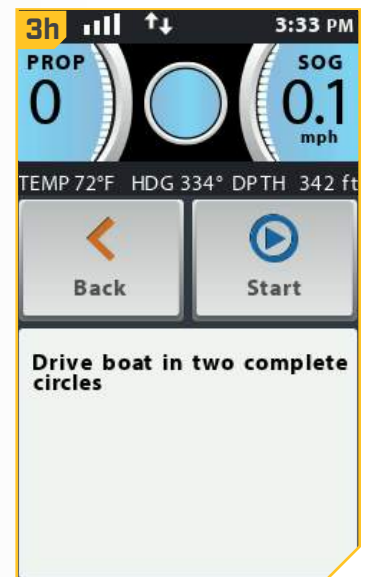 3h 3:33 PM
PROP SOG
0 0.1
mph
TEMP 72°F HDG 334° DPTH 342 ft
Back Start
Drive boat in two complete
circles